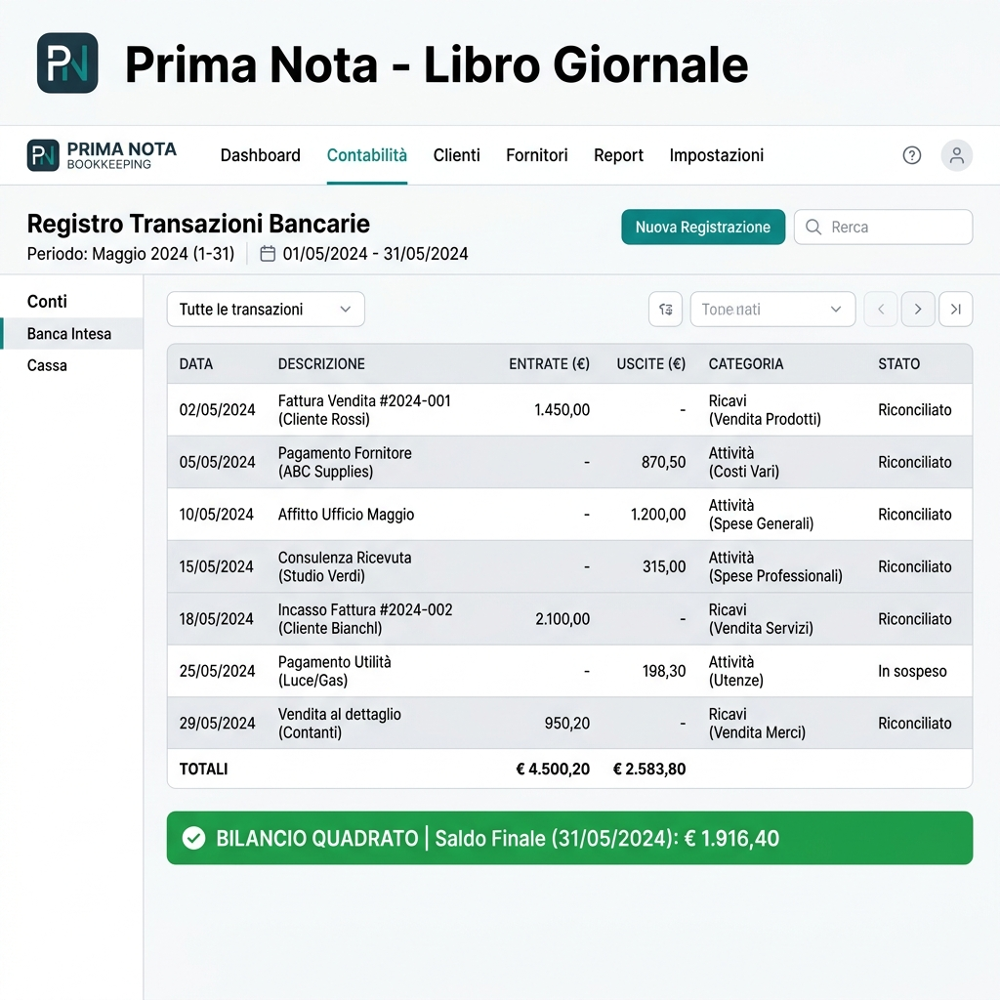 PN Prima Nota - Libro Giornale
PN PRIMA NOTA
BOOKKEEPING
Dashboard Contabilità Clienti Fornitori Report Impostazioni ?
Registro Transazioni Bancarie
Nuova Registrazione Rerca
Periodo: Maggio 2024 (1-31) 01/05/2024 - 31/05/2024
Conti
Banca Intesa
Cassa
Tutte le transazioni
DATA DESCRIZIONE ENTRATE (€) USCITE (€) CATEGORIA STATO
02/05/2024 Fattura Vendita #2024-001 1.450,00 - Ricavi Riconciliato
(Cliente Rossi) (Vendita Prodotti)
05/05/2024 Pagamento Fornitore - 870,50 Attività Riconciliato
(ABC Supplies) (Costi Vari)
10/05/2024 Affitto Ufficio Maggio - 1.200,00 Attività Riconciliato
(Spese Generali)
15/05/2024 Consulenza Ricevuta - 315,00 Attività Riconciliato
(Studio Verdi) (Spese Professionali)
18/05/2024 Incasso Fattura #2024-002 2.100,00 - Ricavi Riconciliato
(Cliente Bianchl) (Vendita Servizi)
25/05/2024 Pagamento Utilità - 198,30 Attività In sospeso
(Luce/Gas) (Utenze)
29/05/2024 Vendita al dettaglio 950,20 - Ricavi Riconciliato
(Contanti) (Vendita Merci)
TOTALI € 4.500,20 € 2.583,80
BILANCIO QUADRATO | Saldo Finale (31/05/2024): € 1.916,40